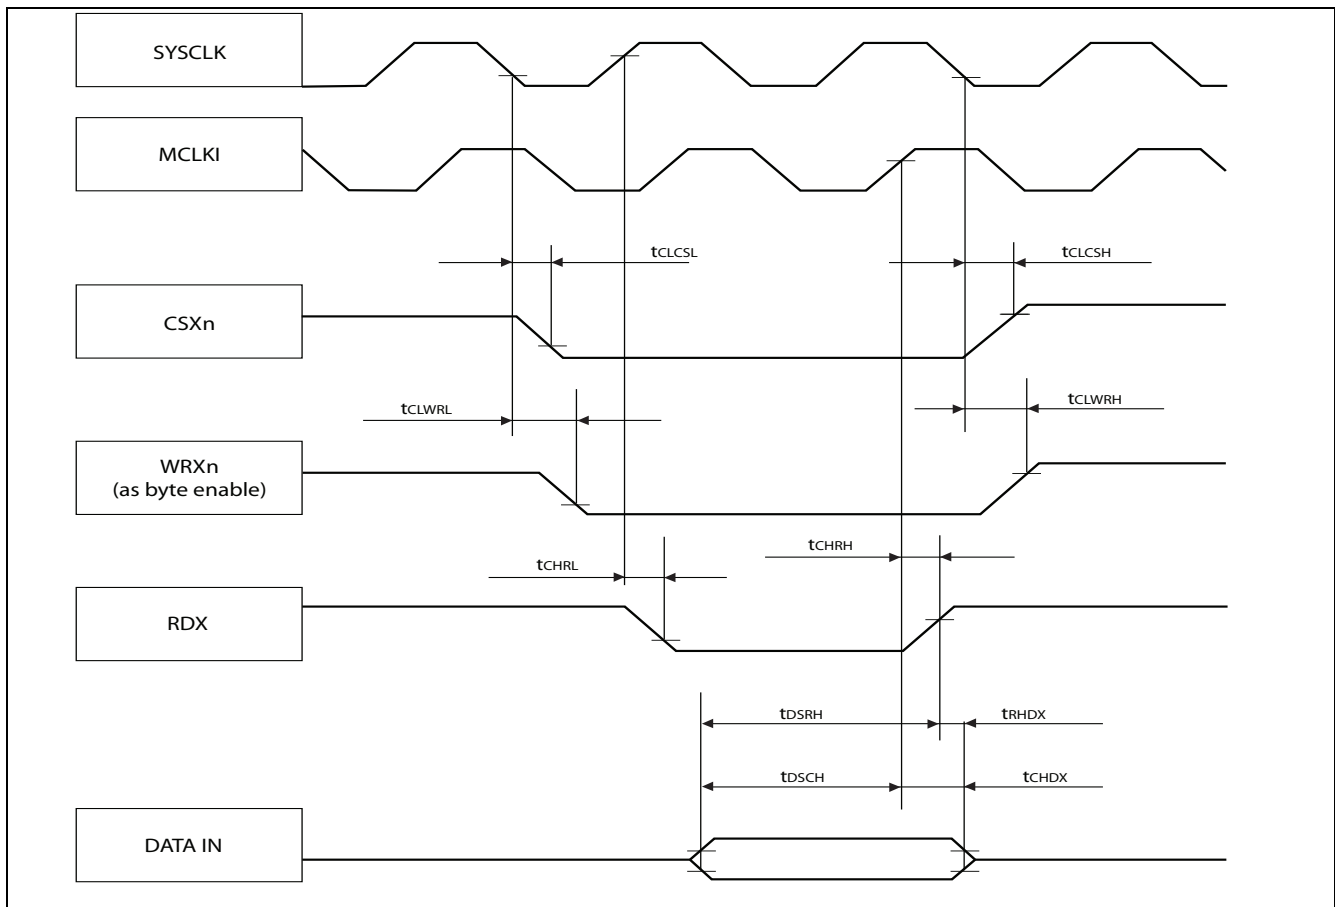 SYSCLK
MCLKI
tCLCSL
tCLCSH
CSXn
tCLWRL
tCLWRH
WRXn
(as byte enable)
tCHRL
tCHRH
RDX
tDSRH
tRHDX
tDSCH
tCHDX
DATA IN